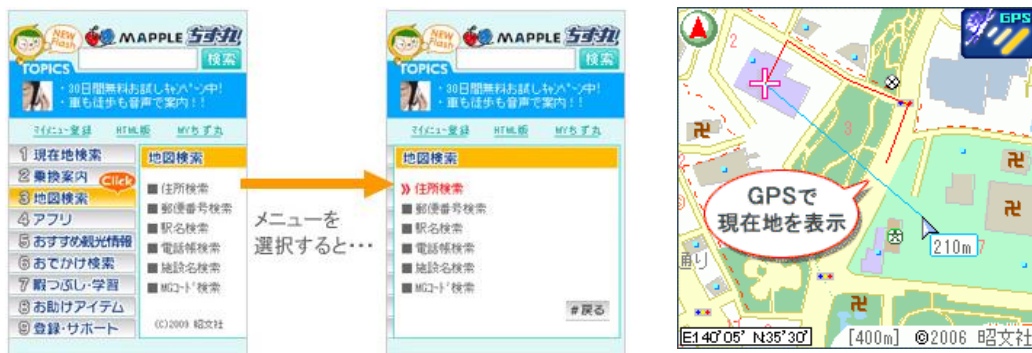 NEW
Flash
MAPPLE ちず丸
検索
TOPICS
・30日間無料お試しキャンペーン中!
・車も徒歩も音声で案内!!
マイメニュー登録 HTML版 MYちず丸
1 現在地検索
2 乗換案内
Click
3 地図検索
4 アプリ
5 おすすめ観光情報
6 おでかけ検索
7 暇つぶし・学習
8 お助けアイテム
9 登録・サポート
地図検索
■ 住所検索
■ 郵便番号検索
■ 駅名検索
■ 電話帳検索
■ 施設名検索
■ MGコード検索
(C)2009 昭文社
メニューを
選択すると・・・
NEW
Flash
MAPPLE ちず丸
検索
TOPICS
・30日間無料お試しキャンペーン中!
・車も徒歩も音声で案内!!
マイメニュー登録 HTML版 MYちず丸
地図検索
» 住所検索
■ 郵便番号検索
■ 駅名検索
■ 電話帳検索
■ 施設名検索
■ MGコード検索
#戻る
GPS
2
3
卍
卍
卍
GPSで
現在地を表示
卍
210m
7
通り
卍
E:140°05' N:35°30' [400m] ©2006 昭文社